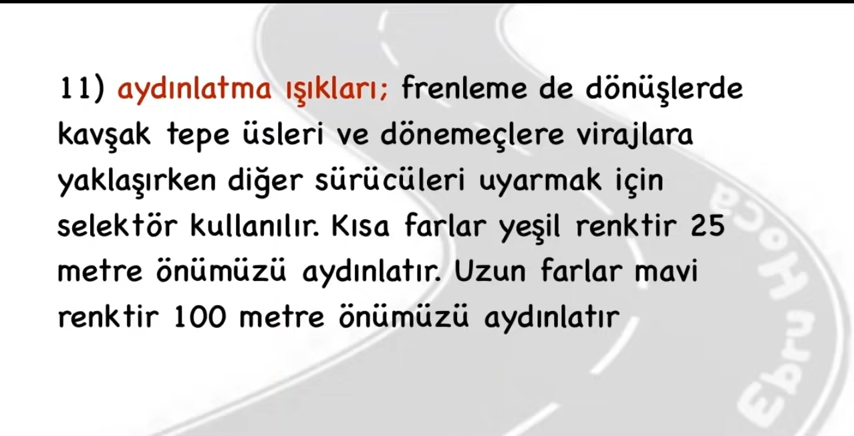 11) aydınlatma ışıkları; frenleme de dönüşlerde
kavşak tepe üsleri ve dönemeçlere virajlara
yaklaşırken diğer sürücüleri uyarmak için
selektör kullanılır. Kısa farlar yeşil renktir 25
metre önümüzü aydınlatır. Uzun farlar mavi
renktir 100 metre önümüzü aydınlatır
Ebru Hoca